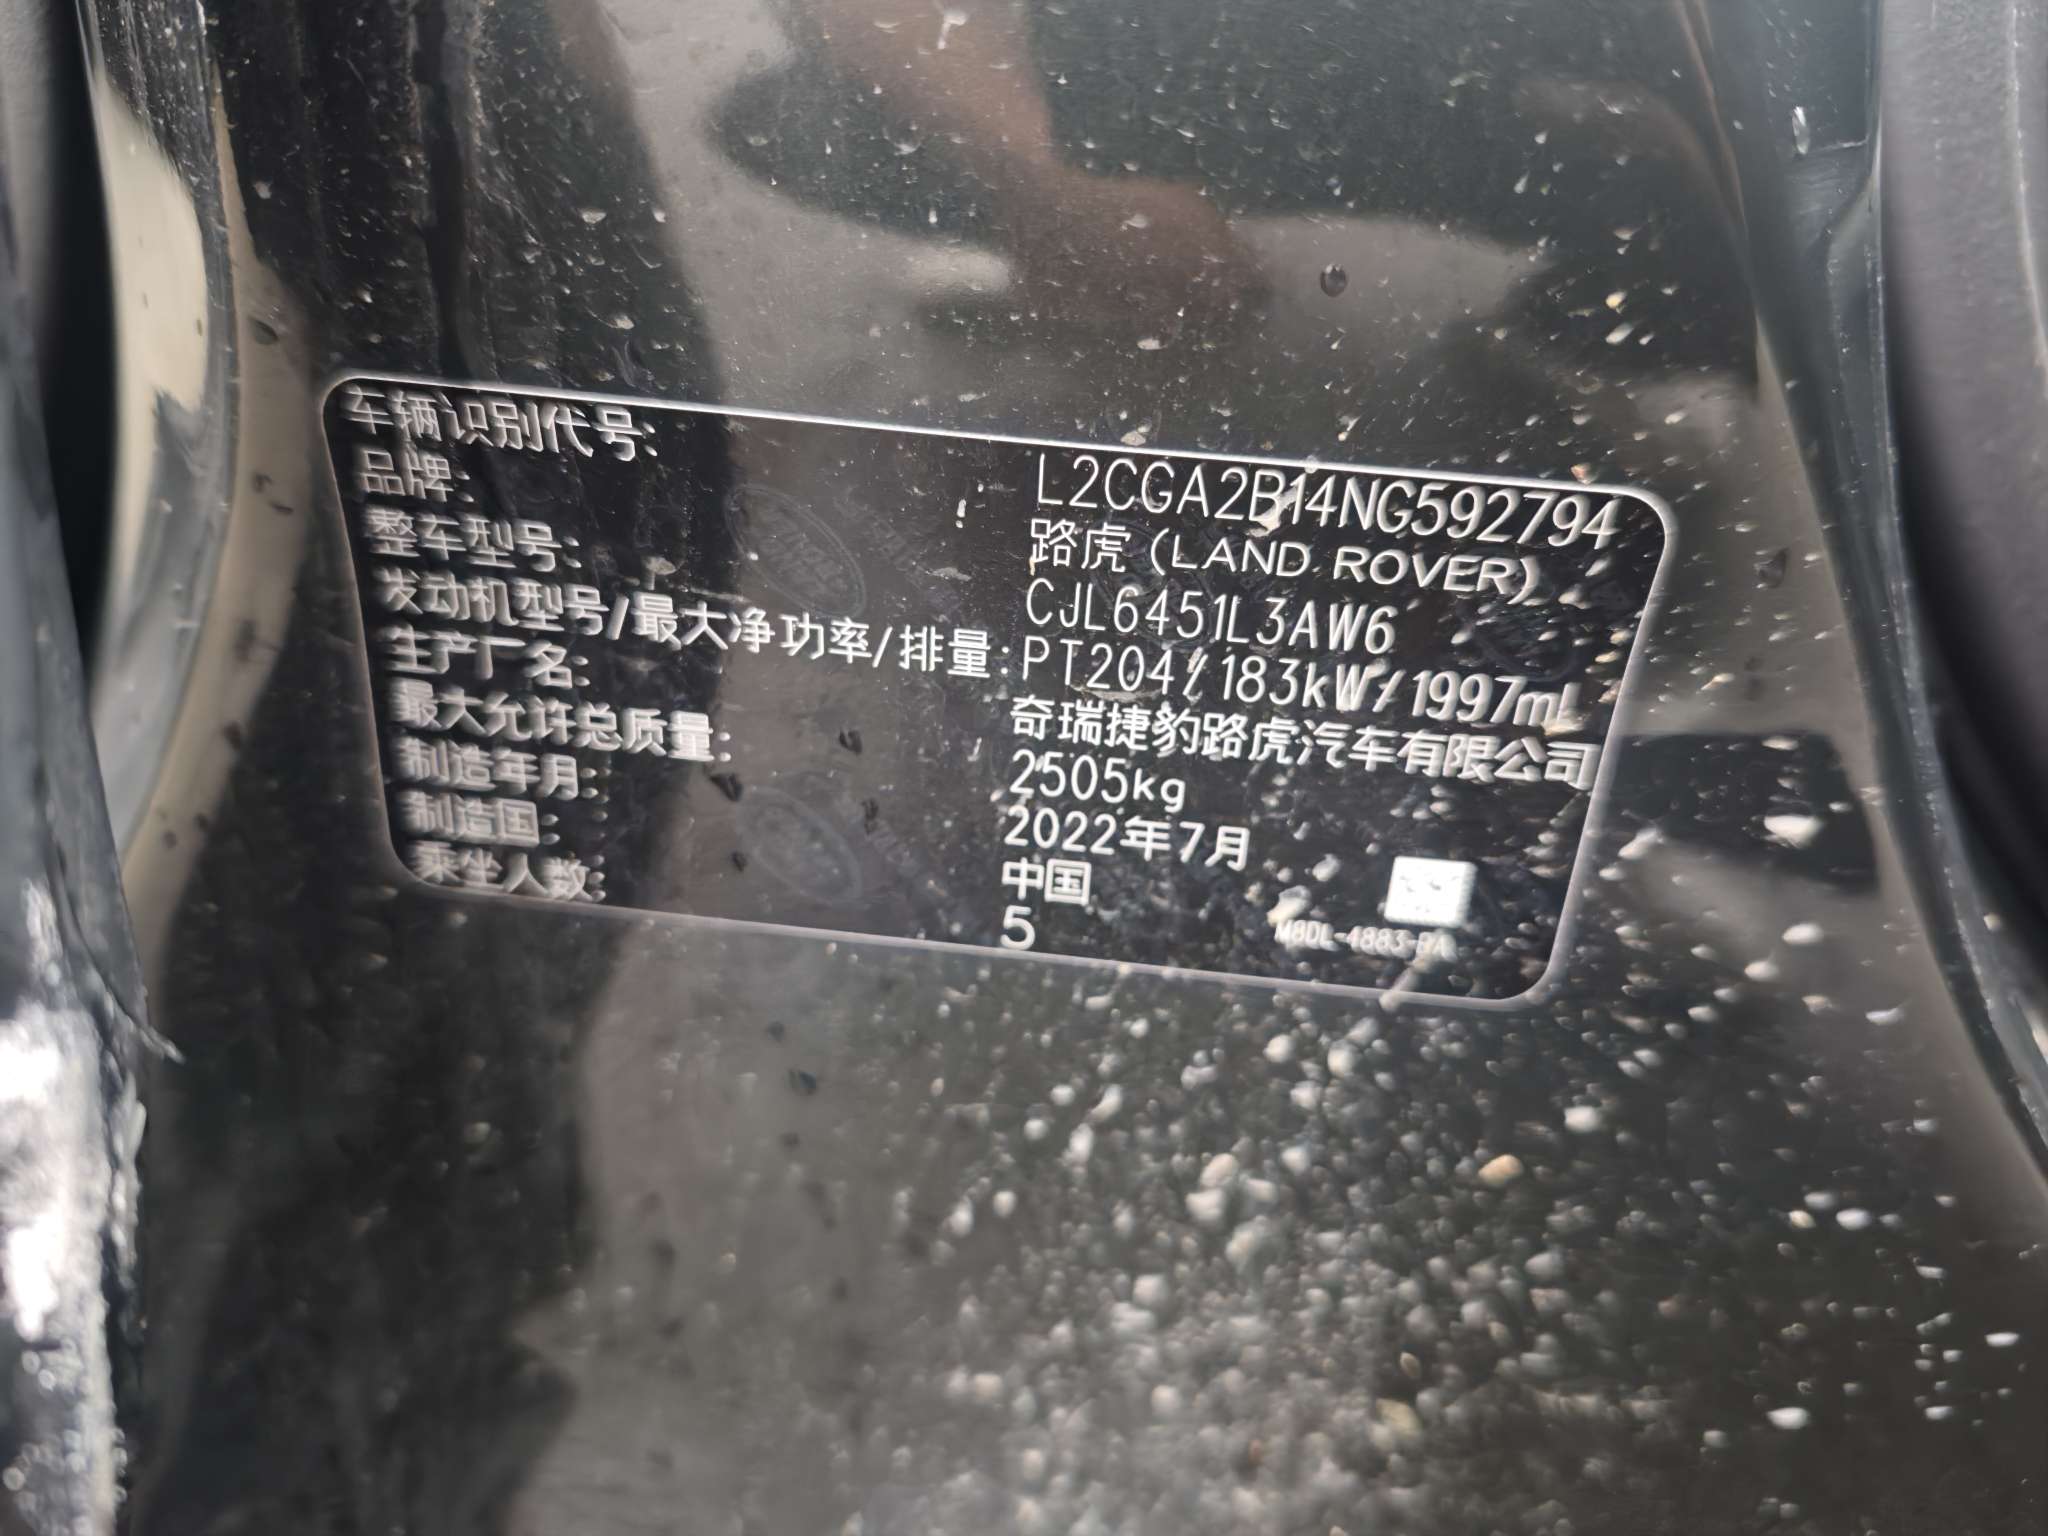 车辆识别代号: L2CGA2B14NG592794
品牌: 路虎 (LAND ROVER)
整车型号: CJL6451L3AW6
发动机型号/最大净功率/排量: PT204/183kW/1997mL
生产厂名: 奇瑞捷豹路虎汽车有限公司
最大允许总质量: 2505kg
制造年月: 2022年7月
制造国: 中国
乘坐人数: 5
M8DL-4883-BA